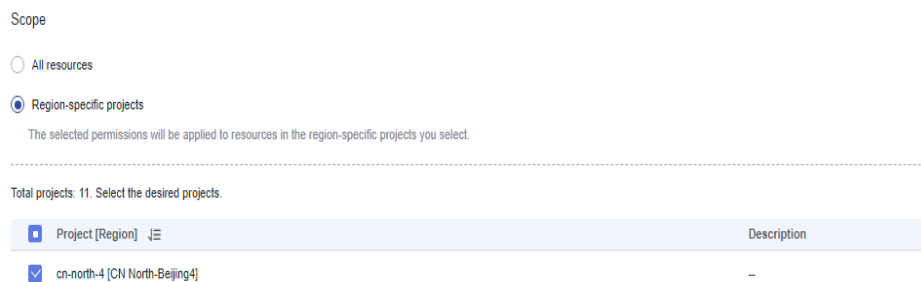 Scope
All resources
Region-specific projects
The selected permissions will be applied to resources in the region-specific projects you select.
Total projects: 11. Select the desired projects.
Project [Region] Description
cn-north-4 [CN North-Beijing4] --